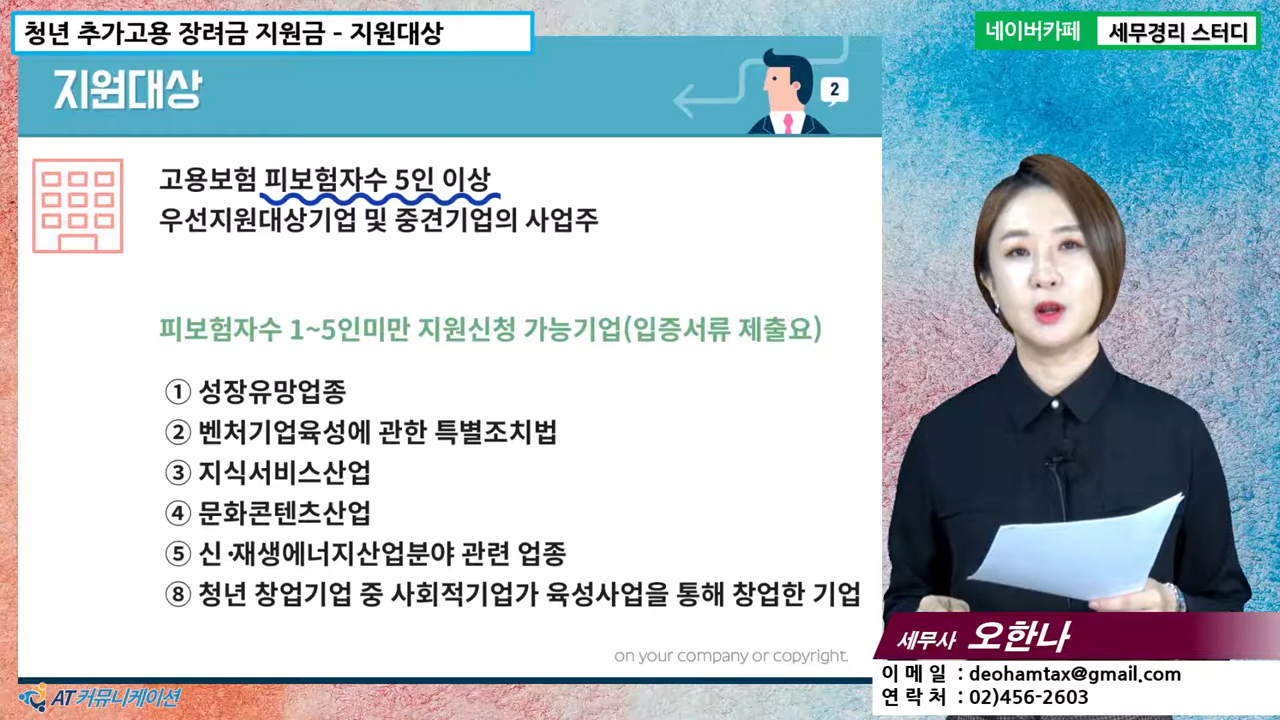 청년 추가고용 장려금 지원금 - 지원대상
네이버카페 세무경리 스터디
지원대상
2
고용보험 피보험자수 5인 이상
우선지원대상기업 및 중견기업의 사업주
피보험자수 1~5인미만 지원신청 가능기업(입증서류 제출요)
① 성장유망업종
② 벤처기업육성에 관한 특별조치법
③ 지식서비스산업
④ 문화콘텐츠산업
⑤ 신·재생에너지산업분야 관련 업종
⑧ 청년 창업기업 중 사회적기업가 육성사업을 통해 창업한 기업
on your company or copyright.
세무사 오한나
이 메 일 : deohamtax@gmail.com
연 락 처 : 02)456-2603
AT커뮤니케이션